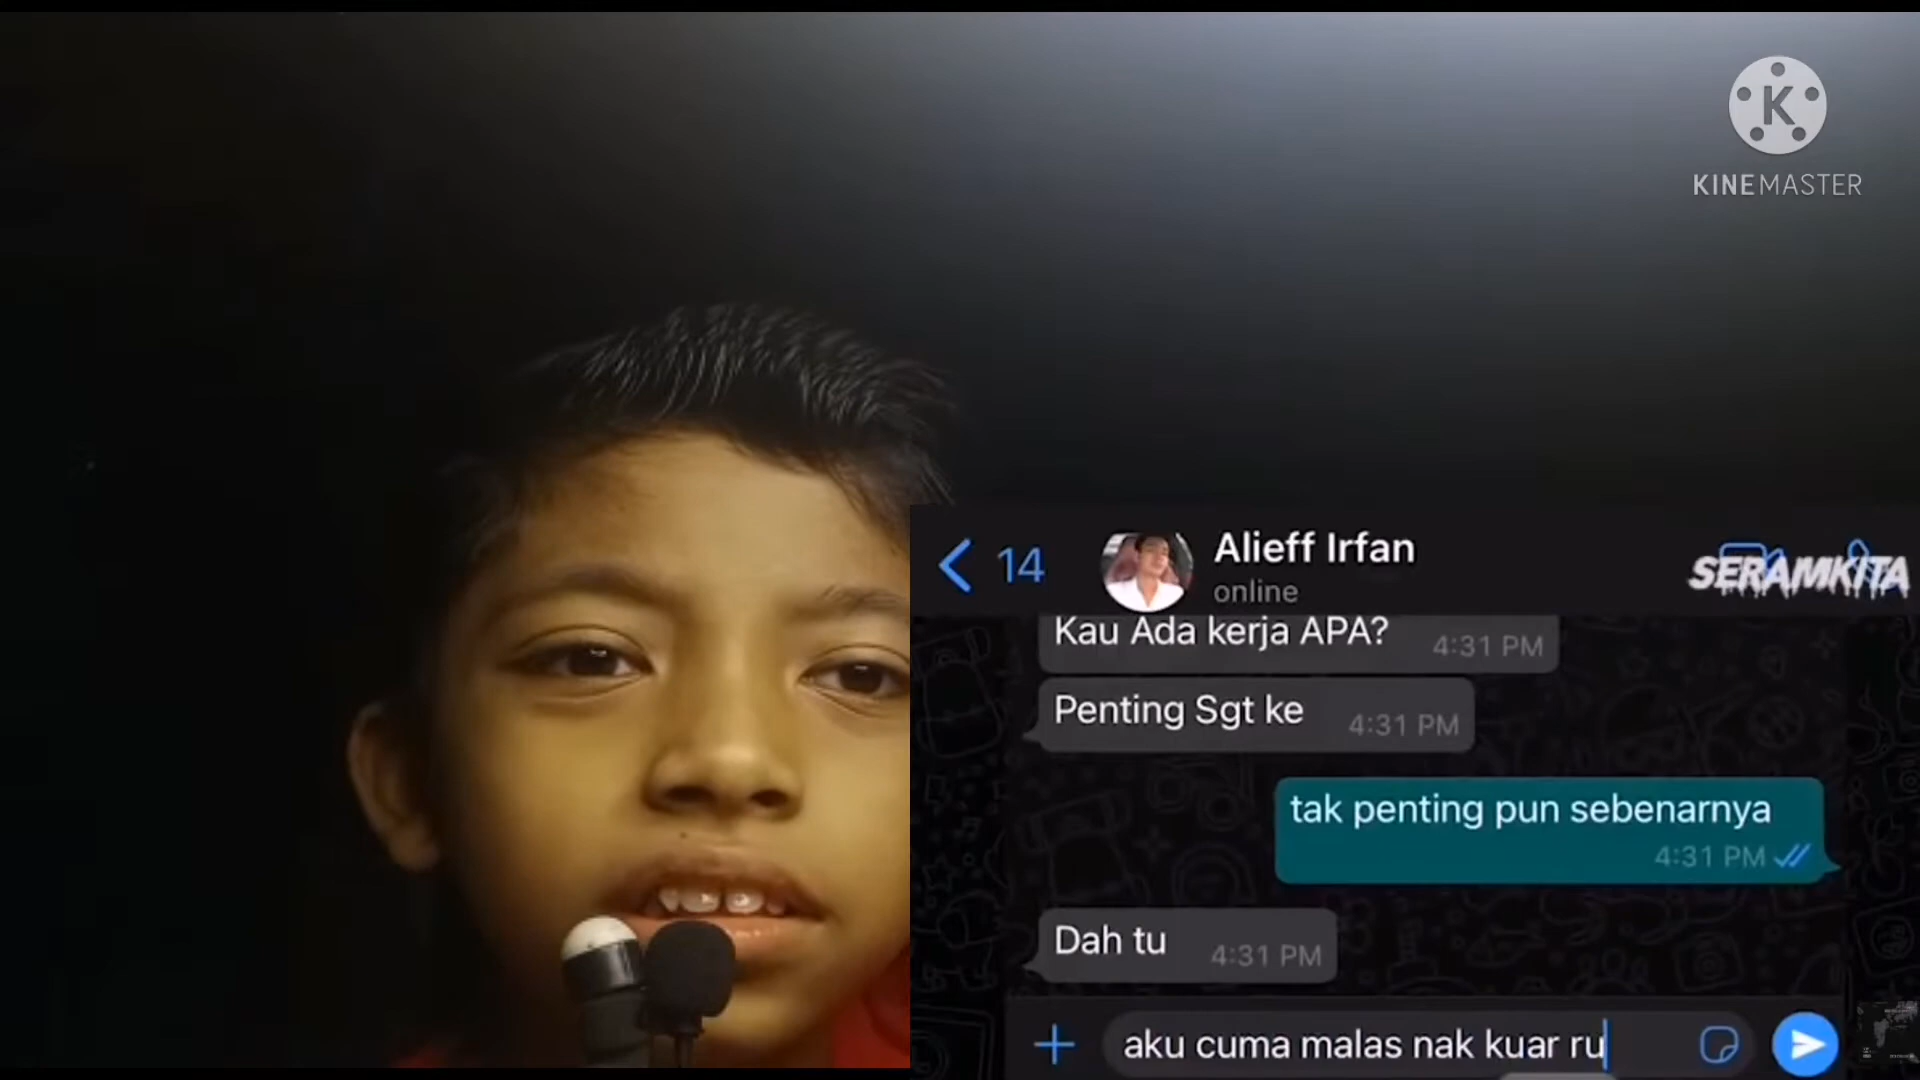 KINEMASTER
14
Alieff Irfan
online
SERAMKITA
Kau Ada kerja APA? 4:31 PM
Penting Sgt ke 4:31 PM
tak penting pun sebenarnya
4:31 PM
Dah tu 4:31 PM
aku cuma malas nak kuar ru